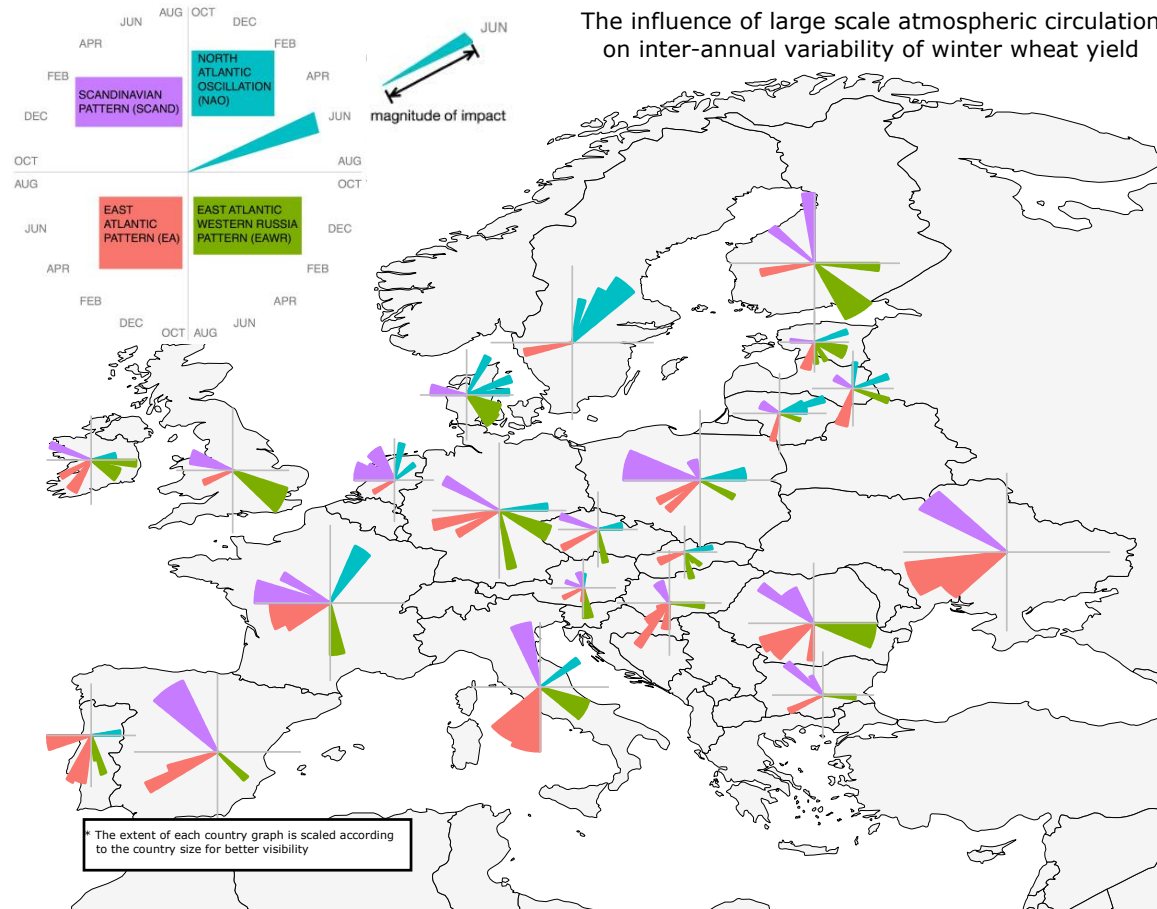 The influence of large scale atmospheric circulation
on inter-annual variability of winter wheat yield
AUG OCT
JUN DEC
APR FEB
FEB APR
DEC JUN
OCT AUG
SCANDINAVIAN
PATTERN (SCAND)
NORTH
ATLANTIC
OSCILLATION
(NAO)
JUN
magnitude of impact
AUG OCT
JUN DEC
APR FEB
FEB APR
DEC JUN
OCT AUG
EAST
ATLANTIC
PATTERN (EA)
EAST ATLANTIC
WESTERN RUSSIA
PATTERN (EAWR)
* The extent of each country graph is scaled according
to the country size for better visibility